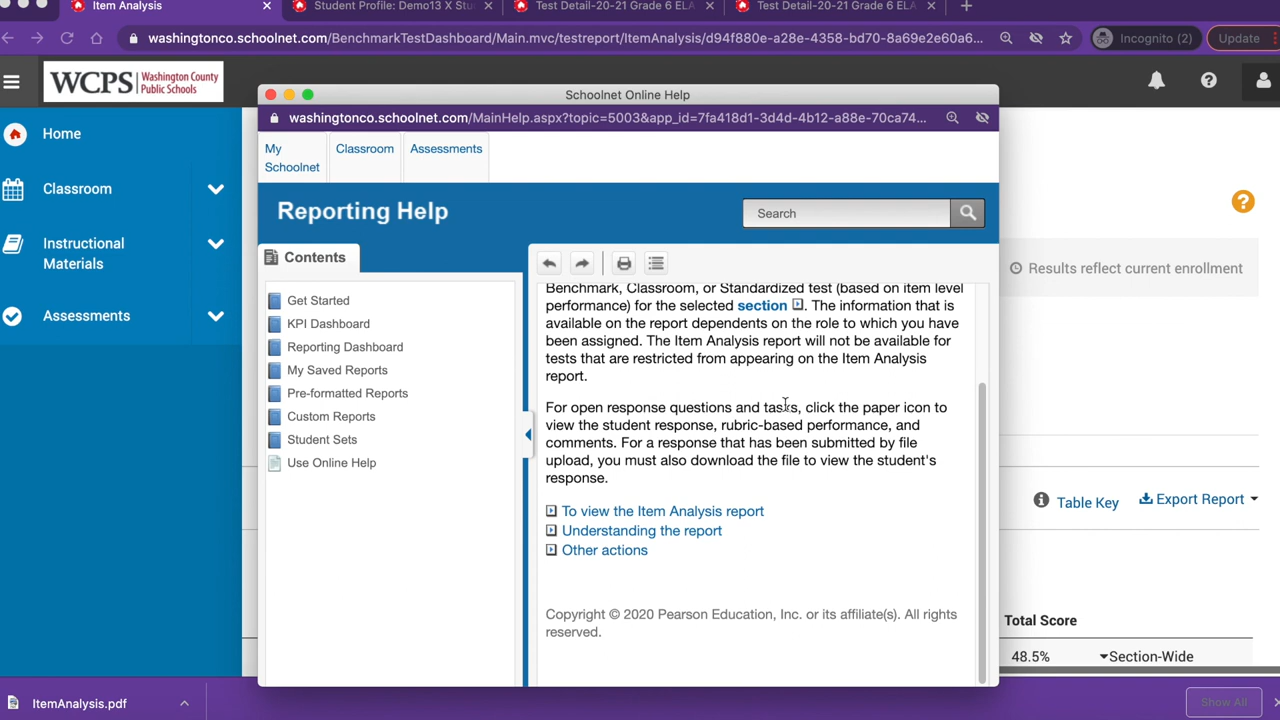 Item Analysis
Student Profile: Demo13 X Stu
Test Detail-20-21 Grade 6 ELA
Test Detail-20-21 Grade 6 ELA
washingtonco.schoolnet.com/BenchmarkTestDashboard/Main.mvc/testreport/ItemAnalysis/d94f880e-a28e-4358-bd70-8a69e2e60a6...
Incognito (2)
Update
WCPS Washington County
Public Schools
Home
Classroom
Instructional
Materials
Assessments
Schoolnet Online Help
washingtonco.schoolnet.com/MainHelp.aspx?topic=5003&app_id=7fa418d1-3d4d-4b12-a88e-70ca74...
My
Schoolnet
Classroom
Assessments
Reporting Help
Search
Contents
Get Started
KPI Dashboard
Reporting Dashboard
My Saved Reports
Pre-formatted Reports
Custom Reports
Student Sets
Use Online Help
Benchmark, Classroom, or Standardized test (based on item level
performance) for the selected section. The information that is
available on the report dependents on the role to which you have
been assigned. The Item Analysis report will not be available for
tests that are restricted from appearing on the Item Analysis
report.
For open response questions and tasks, click the paper icon to
view the student response, rubric-based performance, and
comments. For a response that has been submitted by file
upload, you must also download the file to view the student's
response.
To view the Item Analysis report
Understanding the report
Other actions
Copyright © 2020 Pearson Education, Inc. or its affiliate(s). All rights
reserved.
Results reflect current enrollment
Table Key
Export Report
Total Score
48.5%
Section-Wide
ItemAnalysis.pdf
Show All